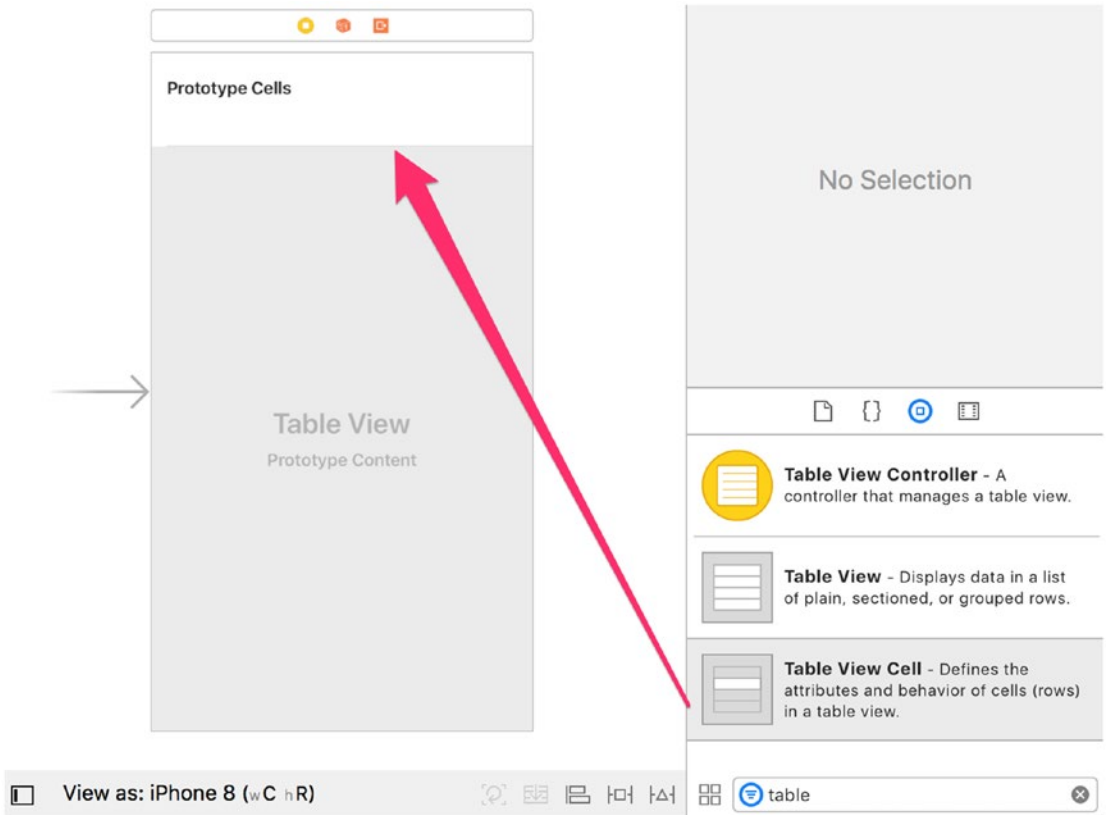 Prototype Cells
Table View
Prototype Content
View as: iPhone 8 (wC hR)
No Selection
{}
Table View Controller - A
controller that manages a table view.
Table View - Displays data in a list
of plain, sectioned, or grouped rows.
Table View Cell - Defines the
attributes and behavior of cells (rows)
in a table view.
table